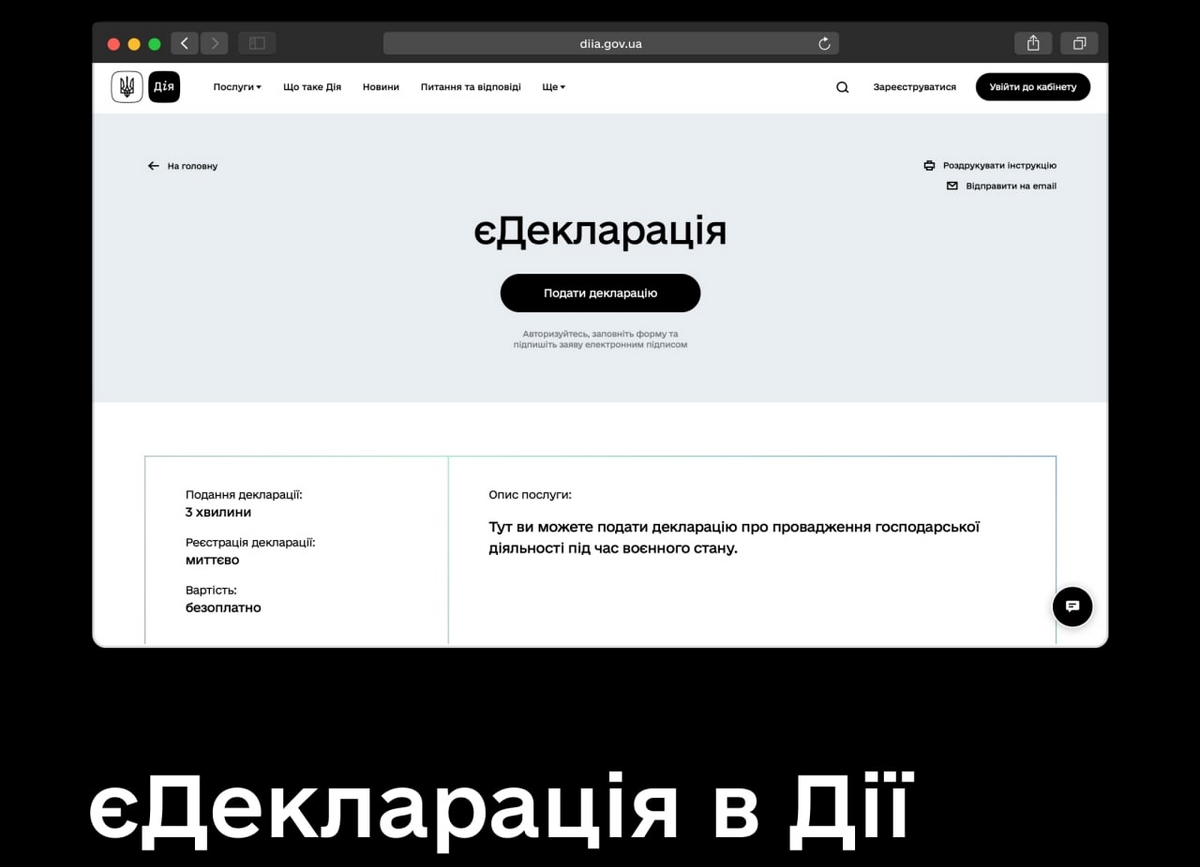 diia.gov.ua
Дія
Послуги
Що таке Дія
Новини
Питання та відповіді
Ще
Зареєструватися
Увійти до кабінету
На головну
Роздрукувати інструкцію
Відправити на email
єДекларація
Подати декларацію
Авторизуйтесь, заповніть форму та
підпишіть заяву електронним підписом
Подання декларації:
3 хвилини
Реєстрація декларації:
миттєво
Вартість:
безоплатно
Опис послуги:
Тут ви можете подати декларацію про провадження господарської
діяльності під час воєнного стану.
єДекларація в Дії